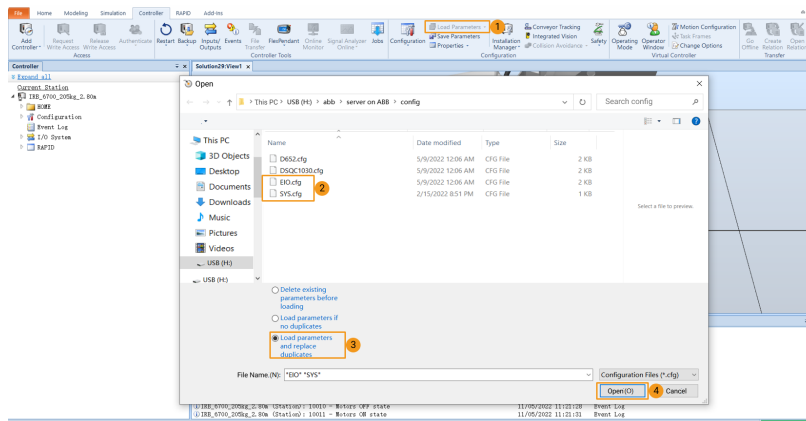 File Home Modeling Simulation Controller RAPID Add-Ins
Add Controller Request Write Access Release Write Access Authenticate Restart Backup Inputs/Outputs Events File Transfer FlexPendant Online Monitor Signal Analyzer Online Jobs Configuration Load Parameters 1 Installation Manager Conveyor Tracking Safety Operating Mode Operator Window Motion Configuration Go Offline Create Relation Open Relation
Save Parameters Integrated Vision Task Frames
Properties Collision Avoidance Change Options
Access Controller Tools Configuration Virtual Controller Transfer
Controller Solution29:View1 x
Expand all
Current Station
IRB_6700_205kg_2.80m
HOME
Configuration
Event Log
I/O System
RAPID
Open
This PC > USB (H:) > abb > server on ABB > config
Search config
This PC
3D Objects
Desktop
Documents
Downloads
Music
Pictures
Videos
USB (H:)
USB (H:)
Name Date modified Type Size
D652.cfg 5/9/2022 12:06 AM CFG File 2 KB
DSQC1030.cfg 5/9/2022 12:06 AM CFG File 2 KB
EIO.cfg 5/9/2022 12:06 AM CFG File 2 KB
2
SYS.cfg 2/15/2022 8:51 PM CFG File 1 KB
Select a file to preview.
Delete existing
parameters before
loading
Load parameters if
no duplicates
Load parameters
and replace
duplicates
3
File Name.(N): "EIO" "SYS" Configuration Files (*.cfg)
Open(O) 4 Cancel
IRB_6700_205kg_2.80m (Station): 10010 - Motors OFF state 11/05/2022 11:21:28 Event Log
IRB_6700_205kg_2.80m (Station): 10011 - Motors ON state 11/05/2022 11:21:31 Event Log